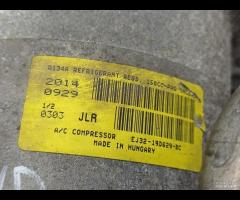 R134A REFRIGERANT
2014
0929
1/2
0303 JLR
A/C COMPRESSOR EJ32-19D629-BC
MADE IN HUNGARY